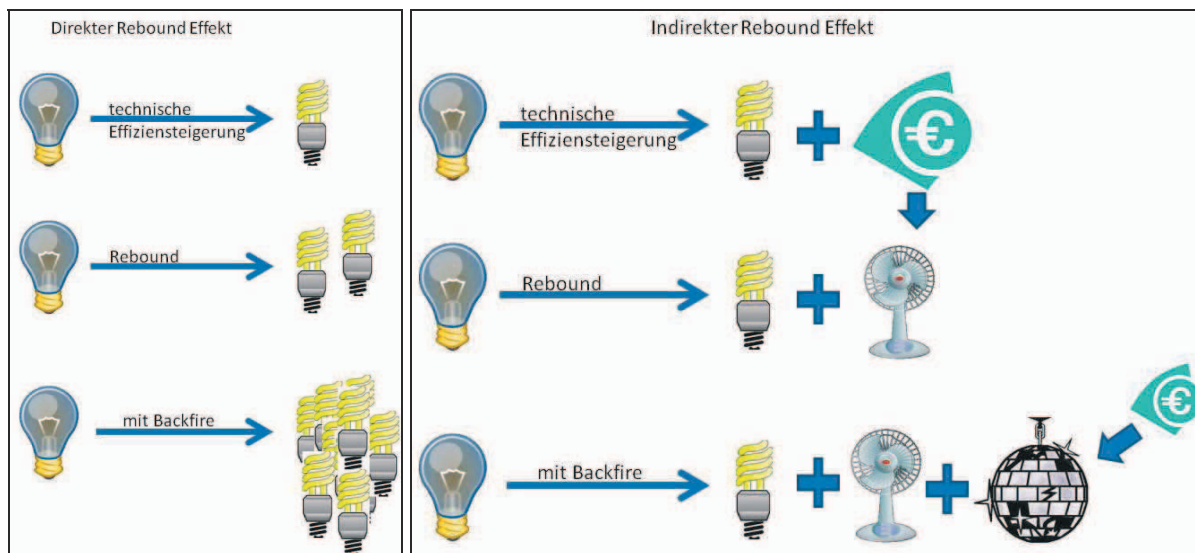 Direkter Rebound Effekt
technische
Effiziensteigerung
Rebound
mit Backfire
Indirekter Rebound Effekt
technische
Effiziensteigerung
€
Rebound
mit Backfire
€